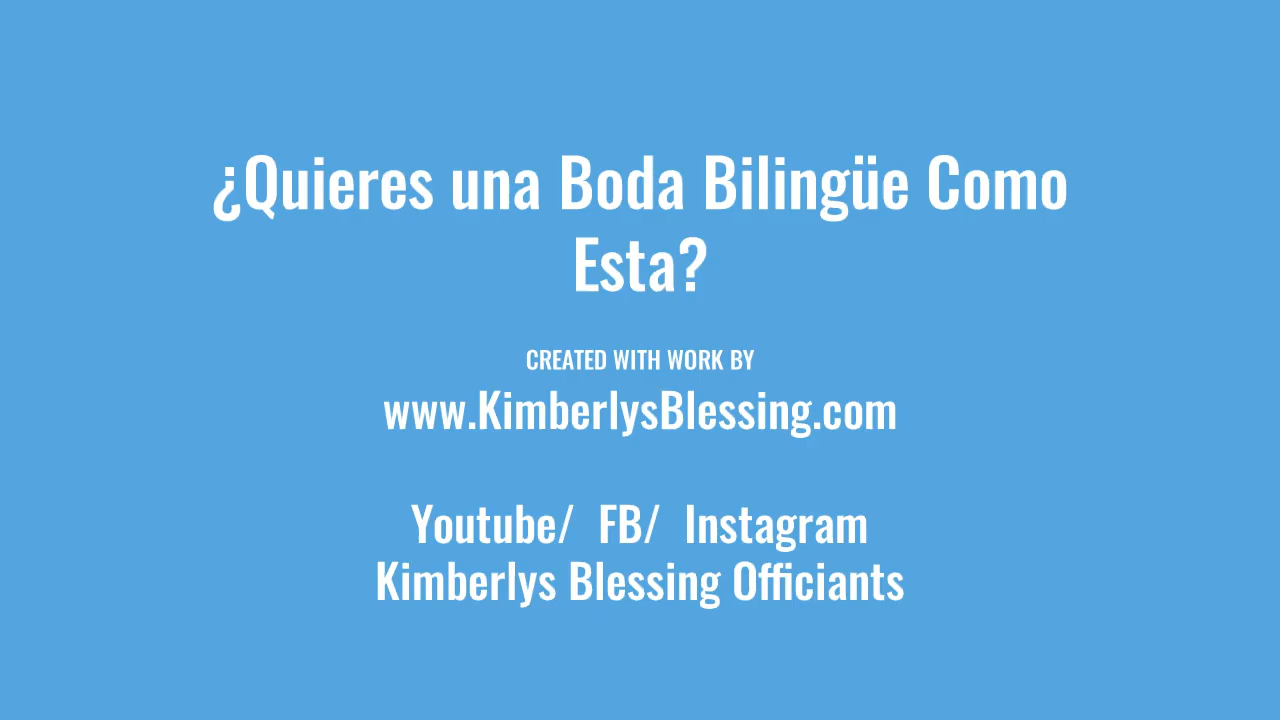 ¿Quieres una Boda Bilingüe Como
Esta?
CREATED WITH WORK BY
www.KimberlysBlessing.com
Youtube/ FB/ Instagram
Kimberlys Blessing Officiants